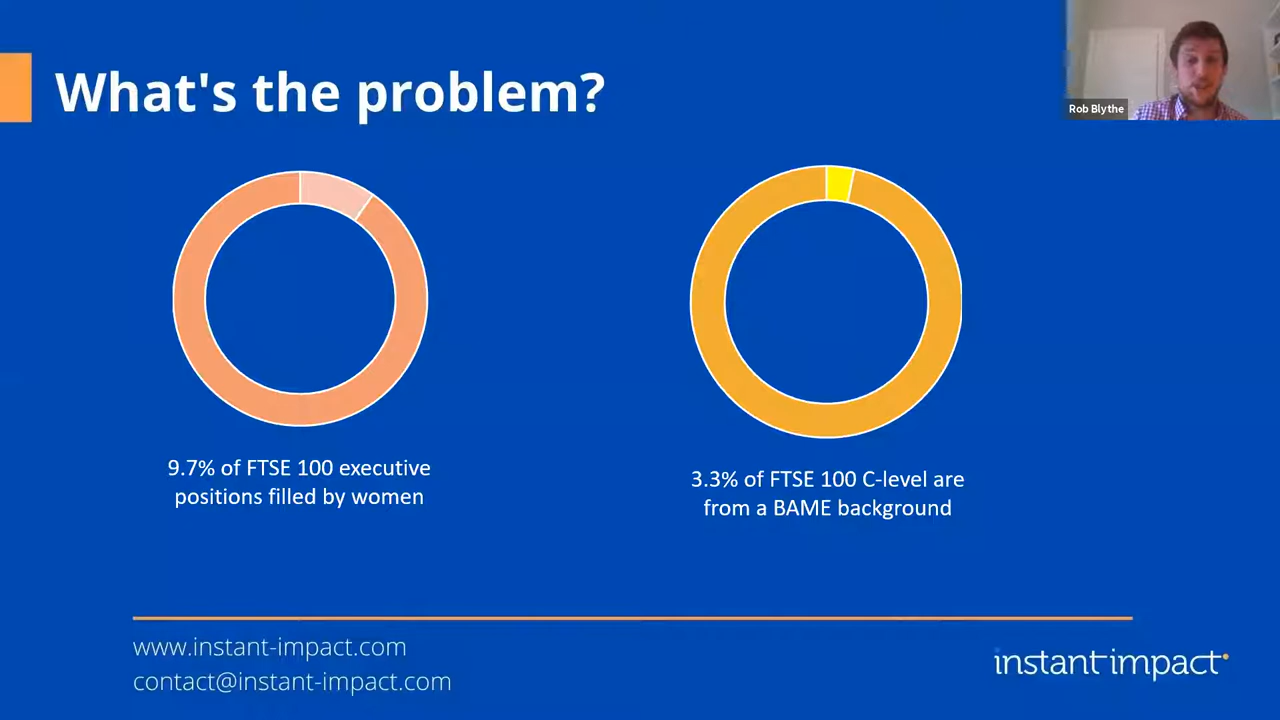 What's the problem?
Rob Blythe
9.7% of FTSE 100 executive
positions filled by women
3.3% of FTSE 100 C-level are
from a BAME background
www.instant-impact.com
contact@instant-impact.com
instant impact